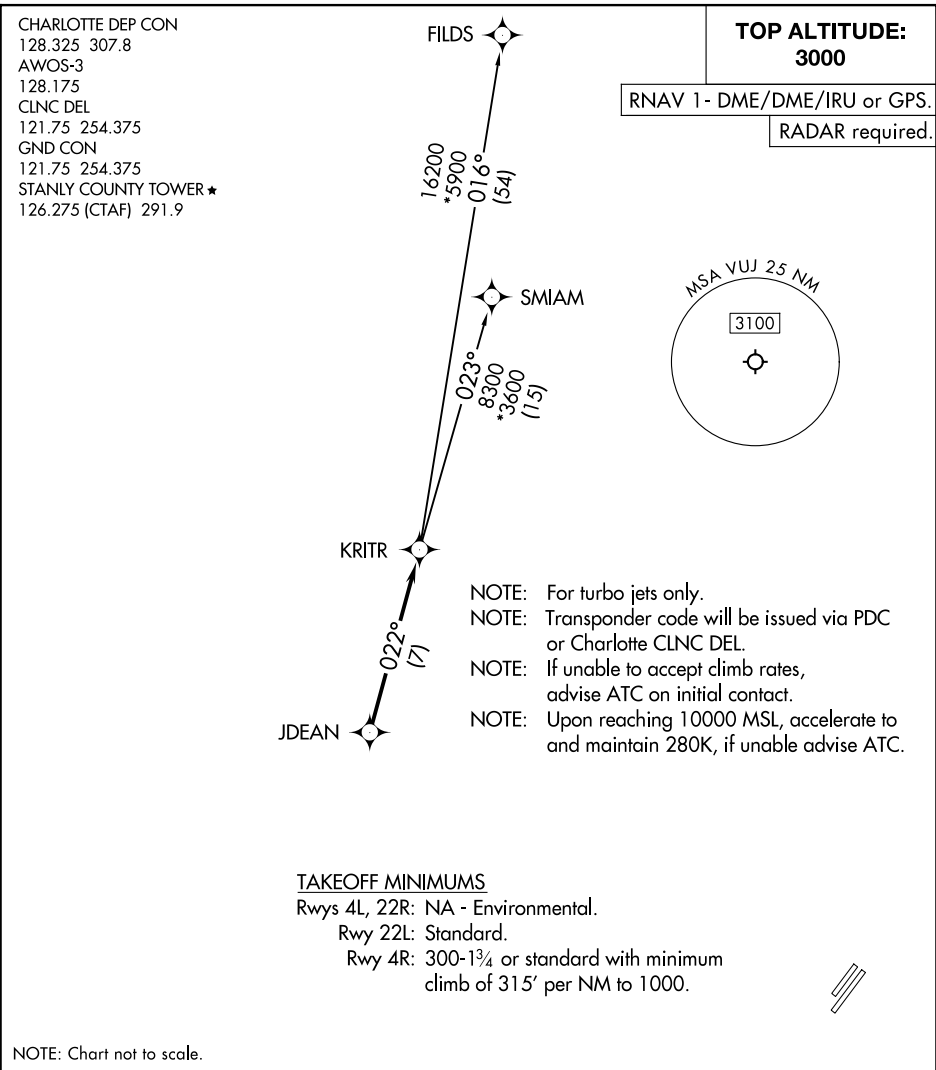 CHARLOTTE DEP CON
128.325 307.8
AWOS-3
128.175
CLNC DEL
121.75 254.375
GND CON
121.75 254.375
STANLY COUNTY TOWER ★
126.275 (CTAF) 291.9
TOP ALTITUDE:
3000
RNAV 1- DME/DME/IRU or GPS.
RADAR required.
FILDS
16200
*5900
016°
(54)
SMIAM
023°
8300
*3600
(15)
MSA VUJ 25 NM
3100
KRITR
022°
(7)
JDEAN
NOTE: For turbo jets only.
NOTE: Transponder code will be issued via PDC
or Charlotte CLNC DEL.
NOTE: If unable to accept climb rates,
advise ATC on initial contact.
NOTE: Upon reaching 10000 MSL, accelerate to
and maintain 280K, if unable advise ATC.
TAKEOFF MINIMUMS
Rwys 4L, 22R: NA - Environmental.
Rwy 22L: Standard.
Rwy 4R: 300-1¾ or standard with minimum
climb of 315' per NM to 1000.
NOTE: Chart not to scale.